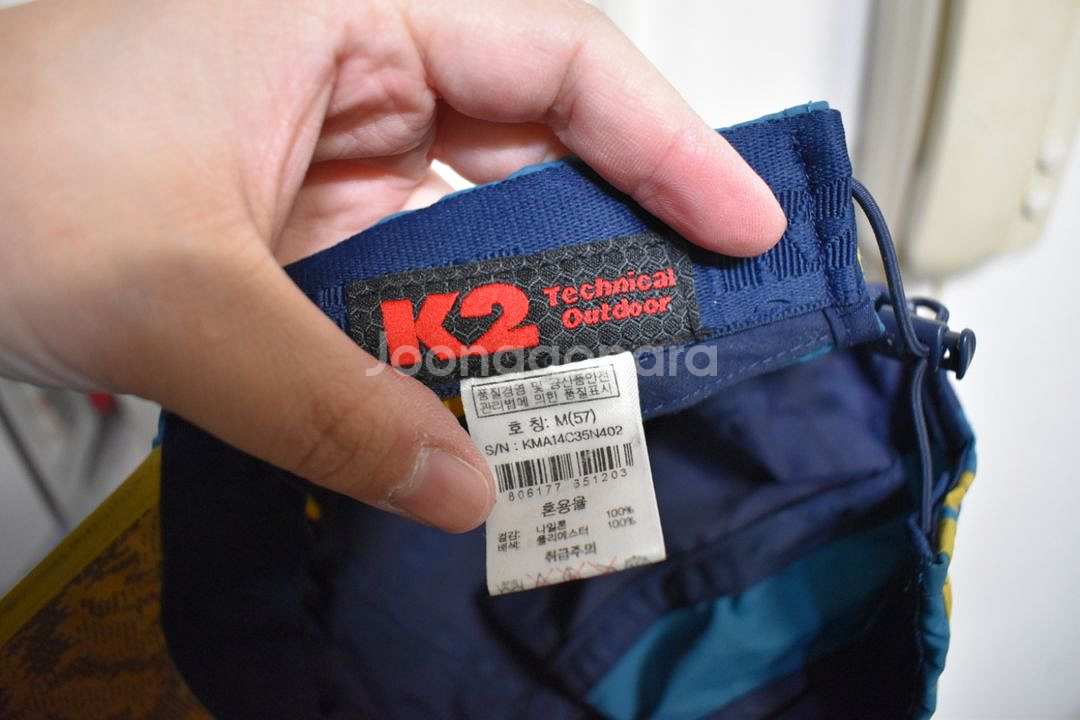 K2 Technical
Outdoor
Joongonara
품질경영 및 공산품안전
관리법에 의한 품질표시
호 칭: M(57)
S/N : KMA14C35N402
806177 651203
혼용율
겉감: 나일론 100%
배색: 폴리에스터 100%
취급주의